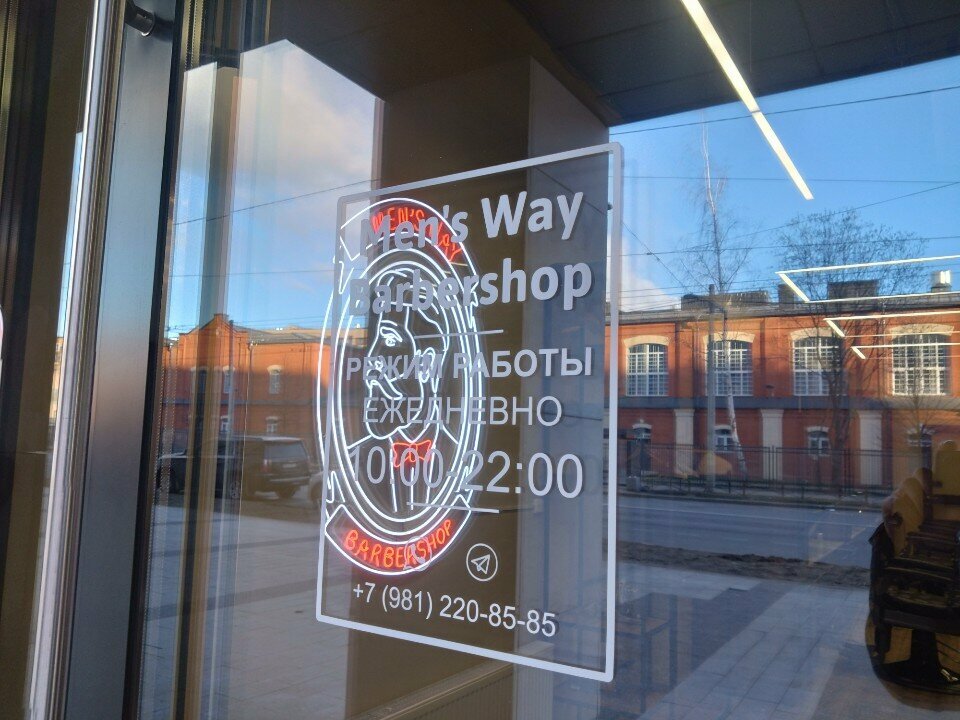 Men's Way
Barbershop
РЕЖИМ РАБОТЫ
ЕЖЕДНЕВНО
10:00-22:00
+7 (981) 220-85-85
MEN'S WAY
BARBERSHOP